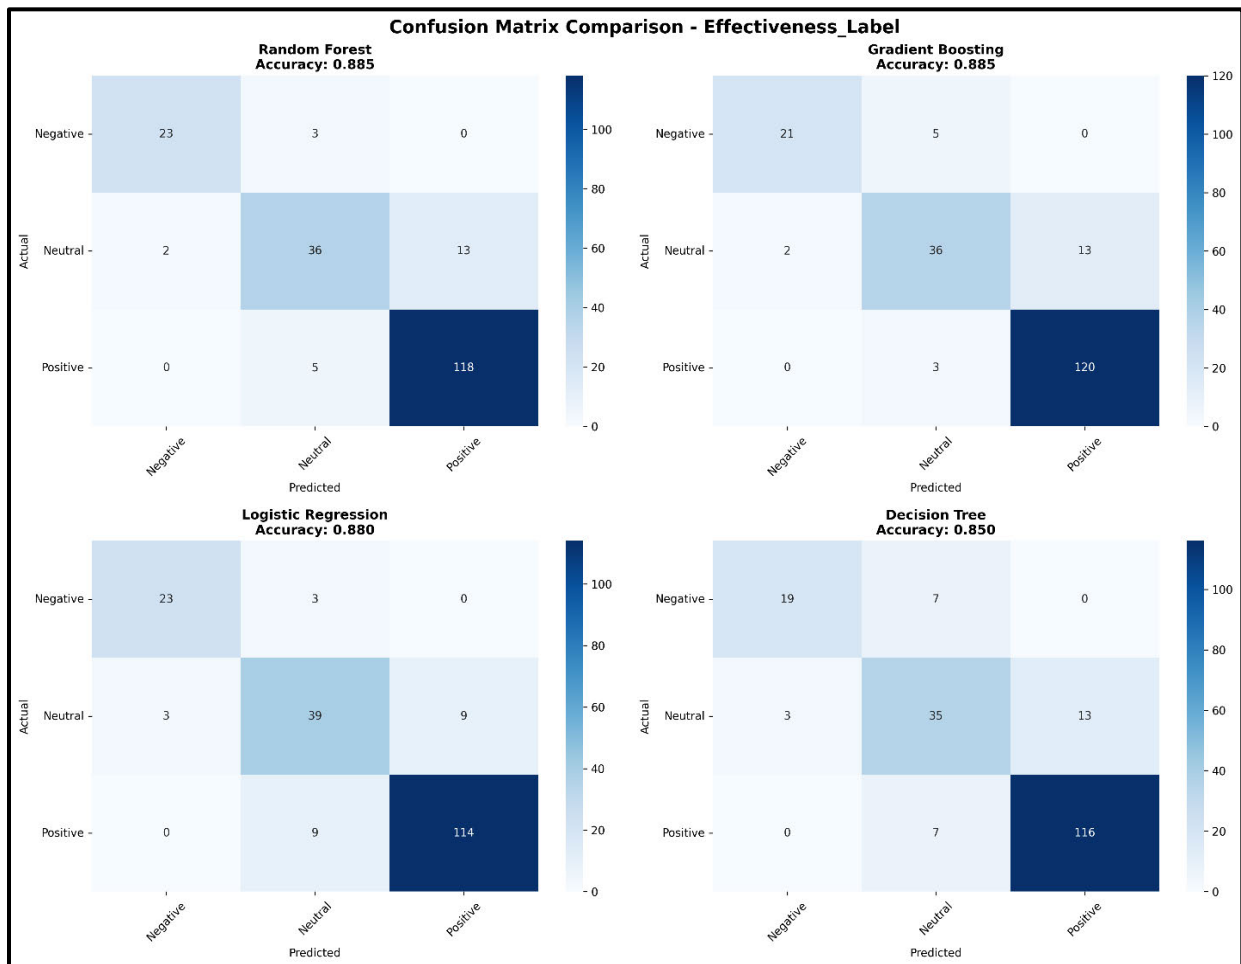 Confusion Matrix Comparison - Effectiveness_Label
Random Forest
Accuracy: 0.885
Negative
23
3
0
Neutral
2
36
13
Positive
0
5
118
Actual
Negative
Neutral
Positive
Predicted
100
80
60
40
20
0
Gradient Boosting
Accuracy: 0.885
Negative
21
5
0
Neutral
2
36
13
Positive
0
3
120
Actual
Negative
Neutral
Positive
Predicted
120
100
80
60
40
20
0
Logistic Regression
Accuracy: 0.880
Negative
23
3
0
Neutral
3
39
9
Positive
0
9
114
Actual
Negative
Neutral
Positive
Predicted
100
80
60
40
20
0
Decision Tree
Accuracy: 0.850
Negative
19
7
0
Neutral
3
35
13
Positive
0
7
116
Actual
Negative
Neutral
Positive
Predicted
100
80
60
40
20
0